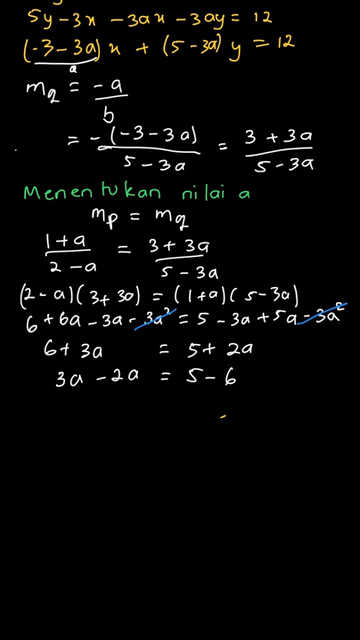 5y - 3x - 3ax - 3ay = 12
(-3 - 3a)x + (5 - 3a)y = 12
a
m_q = -a/b
= -(-3 - 3a)/(5 - 3a) = (3 + 3a)/(5 - 3a)
Menentukan nilai a
m_p = m_q
(1+a)/(2-a) = (3+3a)/(5-3a)
(2-a)(3+3a) = (1+a)(5-3a)
6 + 6a - 3a - 3a² = 5 - 3a + 5a - 3a²
6 + 3a = 5 + 2a
3a - 2a = 5 - 6